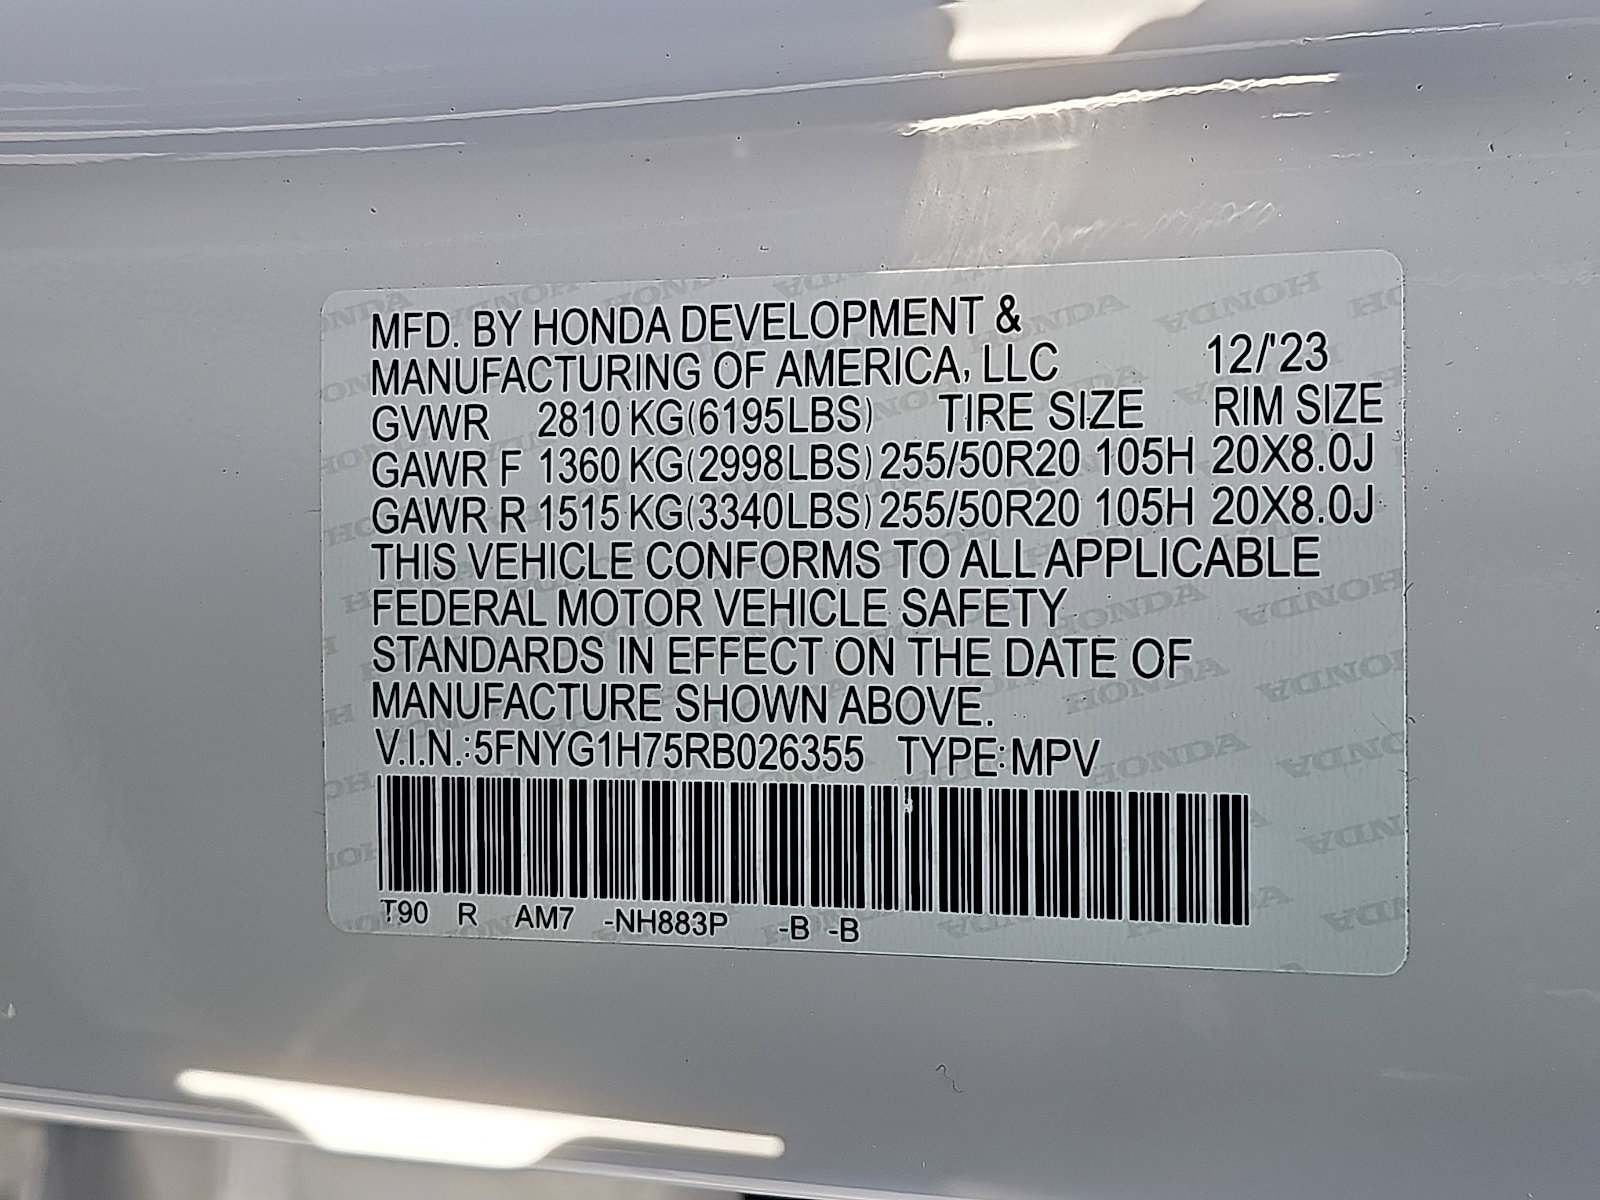 MFD. BY HONDA DEVELOPMENT &
MANUFACTURING OF AMERICA, LLC 12/'23
GVWR 2810 KG(6195LBS) TIRE SIZE RIM SIZE
GAWR F 1360 KG(2998LBS) 255/50R20 105H 20X8.0J
GAWR R 1515 KG(3340LBS) 255/50R20 105H 20X8.0J
THIS VEHICLE CONFORMS TO ALL APPLICABLE
FEDERAL MOTOR VEHICLE SAFETY
STANDARDS IN EFFECT ON THE DATE OF
MANUFACTURE SHOWN ABOVE.
V.I.N.:5FNYG1H75RB026355 TYPE:MPV
T90 R AM7 -NH883P -B -B